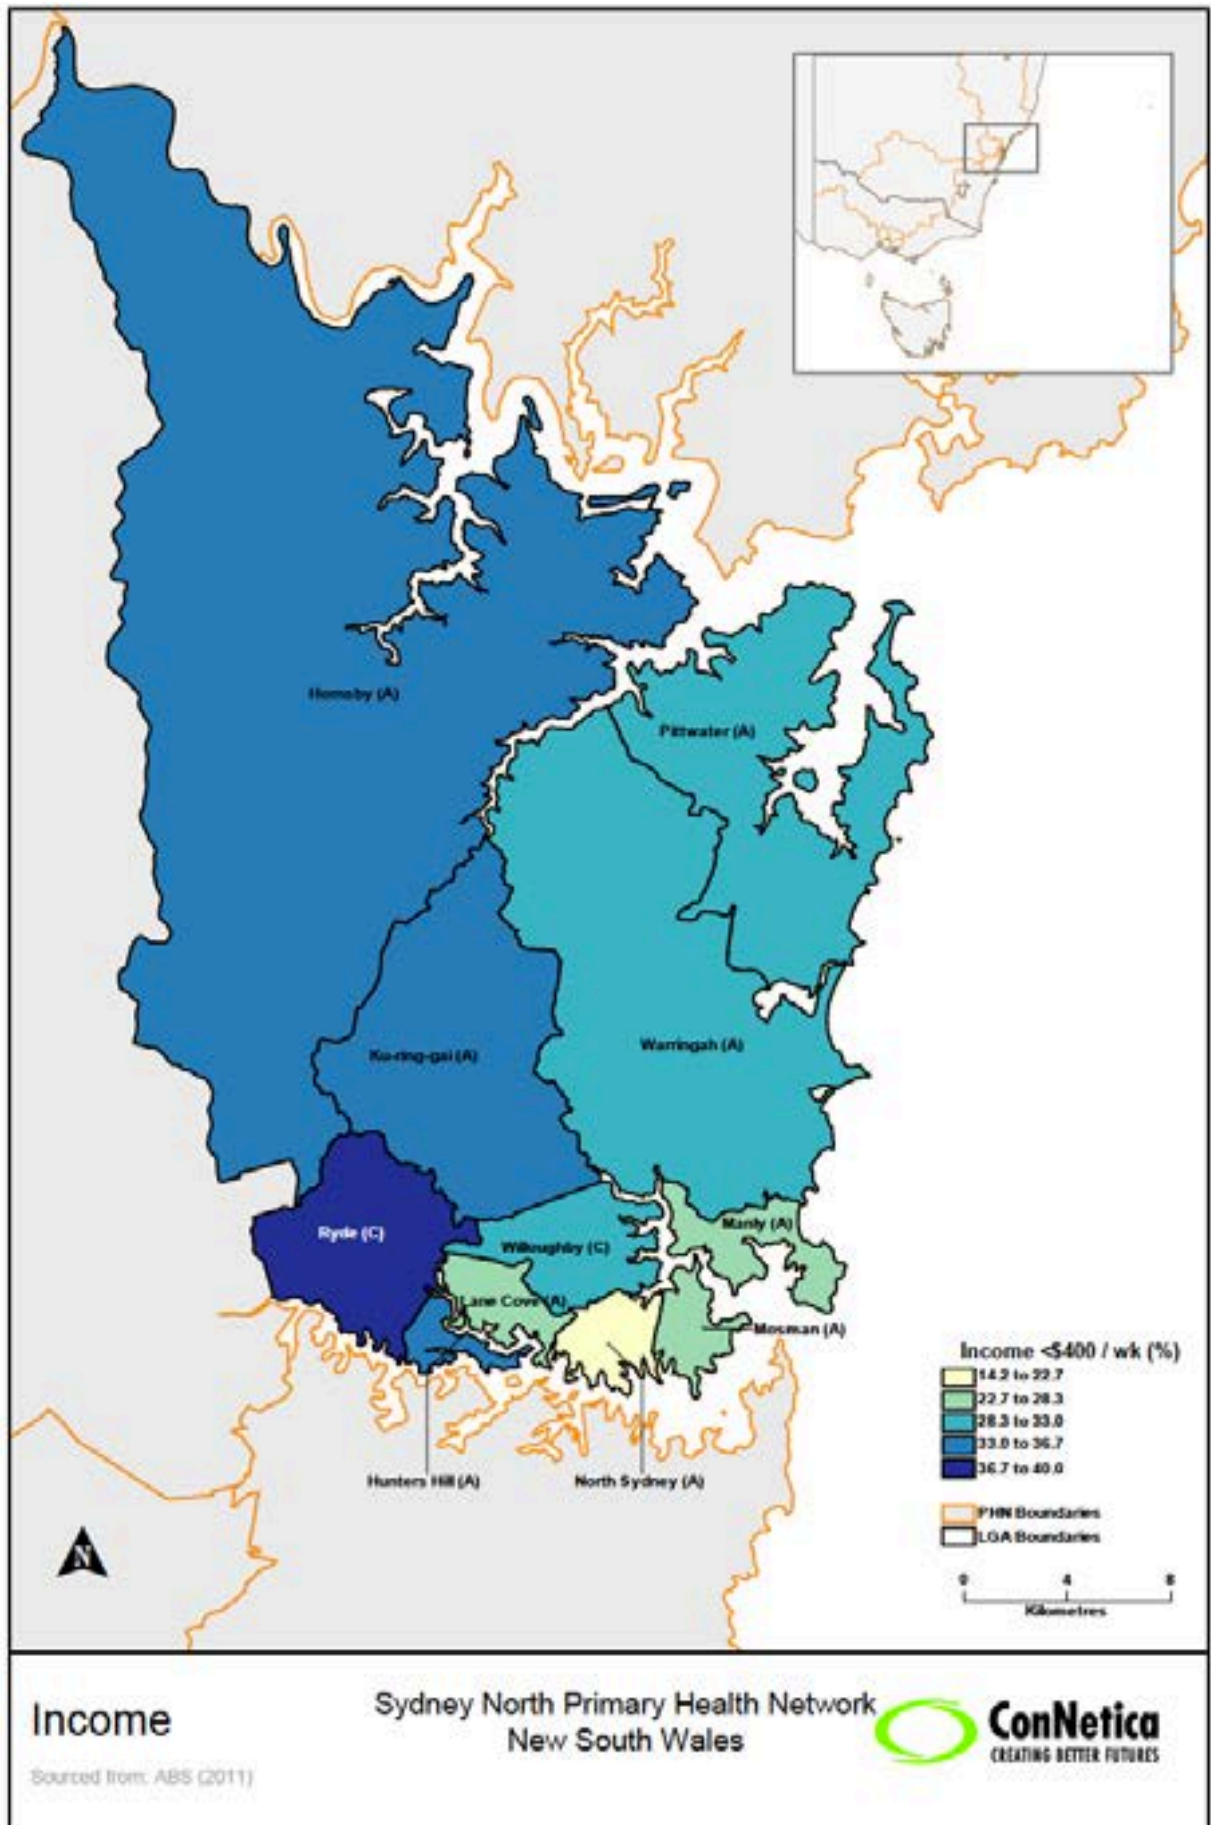 Hornsby (A)
Pittwater (A)
Warringah (A)
Ku-ring-gai (A)
Manly (A)
Ryde (C)
Willoughby (C)
Lane Cove (A)
Mosman (A)
Hunters Hill (A)
North Sydney (A)
Income <$400 / wk (%)
14.2 to 22.7
22.7 to 28.3
28.3 to 33.0
33.0 to 36.7
36.7 to 40.0
PHN Boundaries
LGA Boundaries
0 4 8
Kilometres
N
Income
Sydney North Primary Health Network
New South Wales
ConNetica
CREATING BETTER FUTURES
Sourced from: ABS (2011)